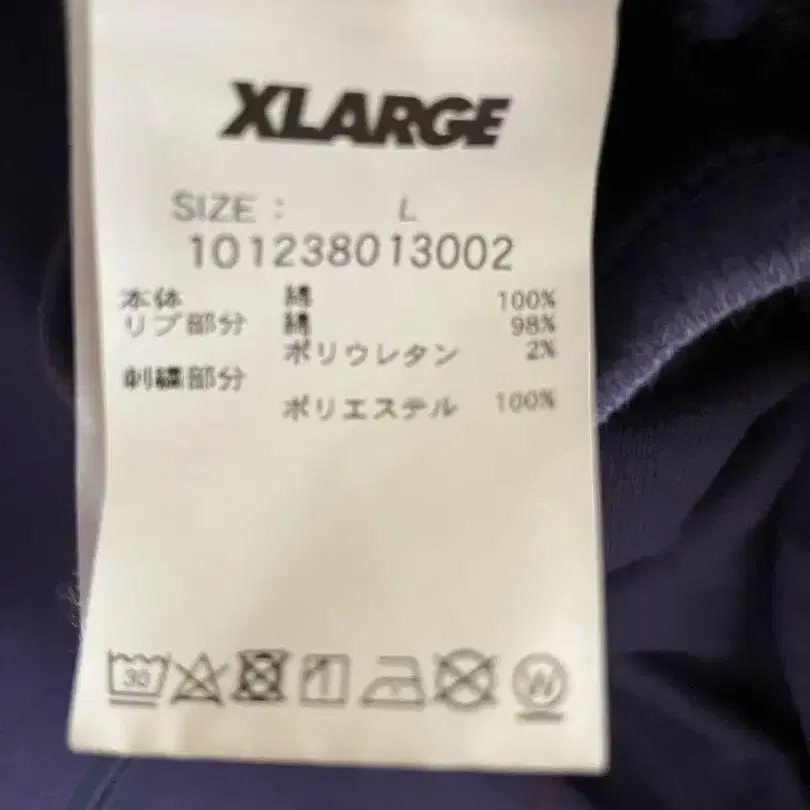 XLARGE
SIZE : L
101238013002
本体 綿 100%
リブ部分 綿 98%
ポリウレタン 2%
刺繍部分
ポリエステル 100%
30
W